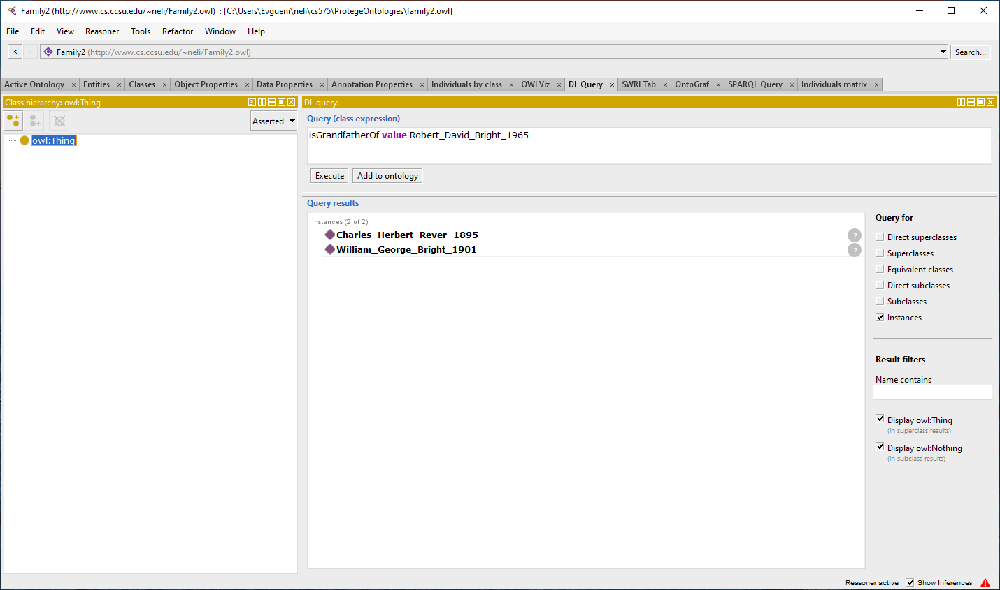 Family2 (http://www.cs.ccsu.edu/~neli/Family2.owl) : [C:\Users\Evgueni\neli\cs575\ProtegeOntologies\family2.owl]
File Edit View Reasoner Tools Refactor Window Help
< > Family2 (http://www.cs.ccsu.edu/~neli/Family2.owl) Search...
Active Ontology × Entities × Classes × Object Properties × Data Properties × Annotation Properties × Individuals by class × OWLViz × DL Query × SWRLTab × OntoGraf × SPARQL Query × Individuals matrix ×
Class hierarchy: owl:Thing
Asserted
owl:Thing
DL query:
Query (class expression)
isGrandfatherOf value Robert_David_Bright_1965
Execute Add to ontology
Query results
Instances (2 of 2)
Charles_Herbert_Rever_1895 ?
William_George_Bright_1901 ?
Query for
Direct superclasses
Superclasses
Equivalent classes
Direct subclasses
Subclasses
Instances
Result filters
Name contains
Display owl:Thing
(in superclass results)
Display owl:Nothing
(in subclass results)
Reasoner active Show Inferences